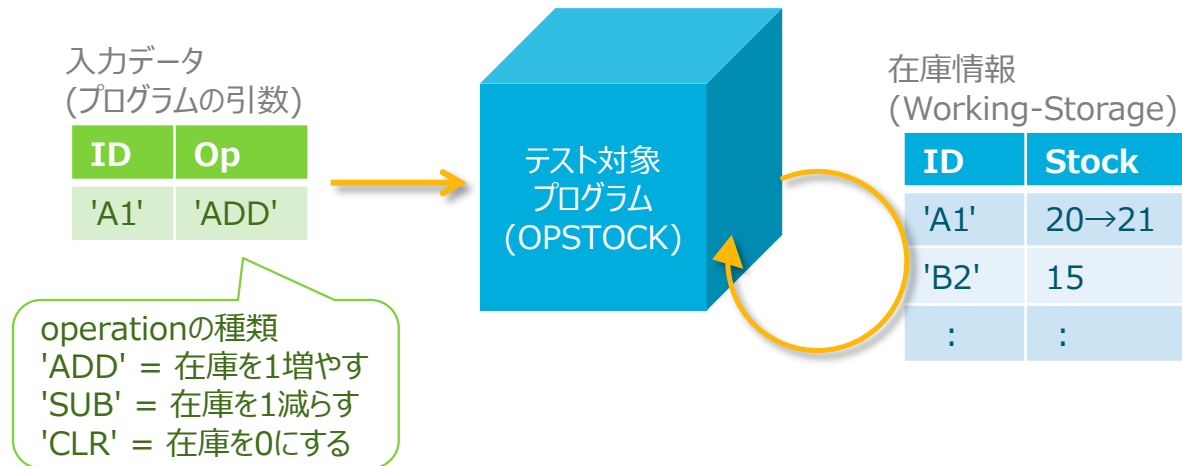 入力データ
(プログラムの引数)
ID Op
'A1' 'ADD'
operationの種類
'ADD' = 在庫を1増やす
'SUB' = 在庫を1減らす
'CLR' = 在庫を0にする
テスト対象
プログラム
(OPSTOCK)
在庫情報
(Working-Storage)
ID Stock
'A1' 20→21
'B2' 15
: :